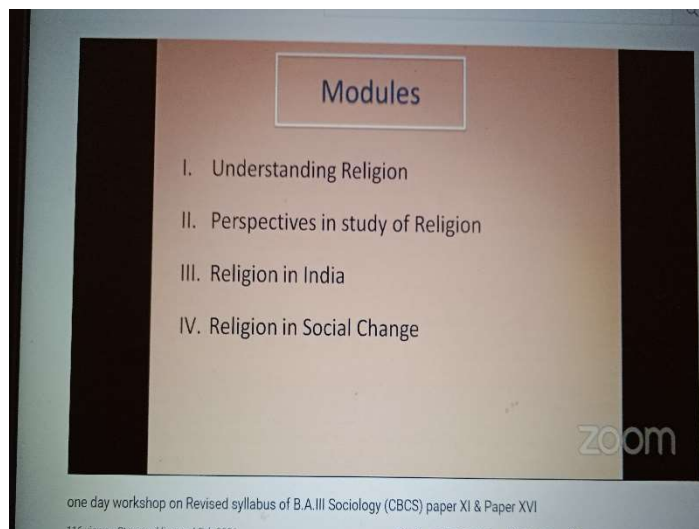 Modules
I. Understanding Religion
II. Perspectives in study of Religion
III. Religion in India
IV. Religion in Social Change
zoom
one day workshop on Revised syllabus of B.A.III Sociology (CBCS) paper XI & Paper XVI